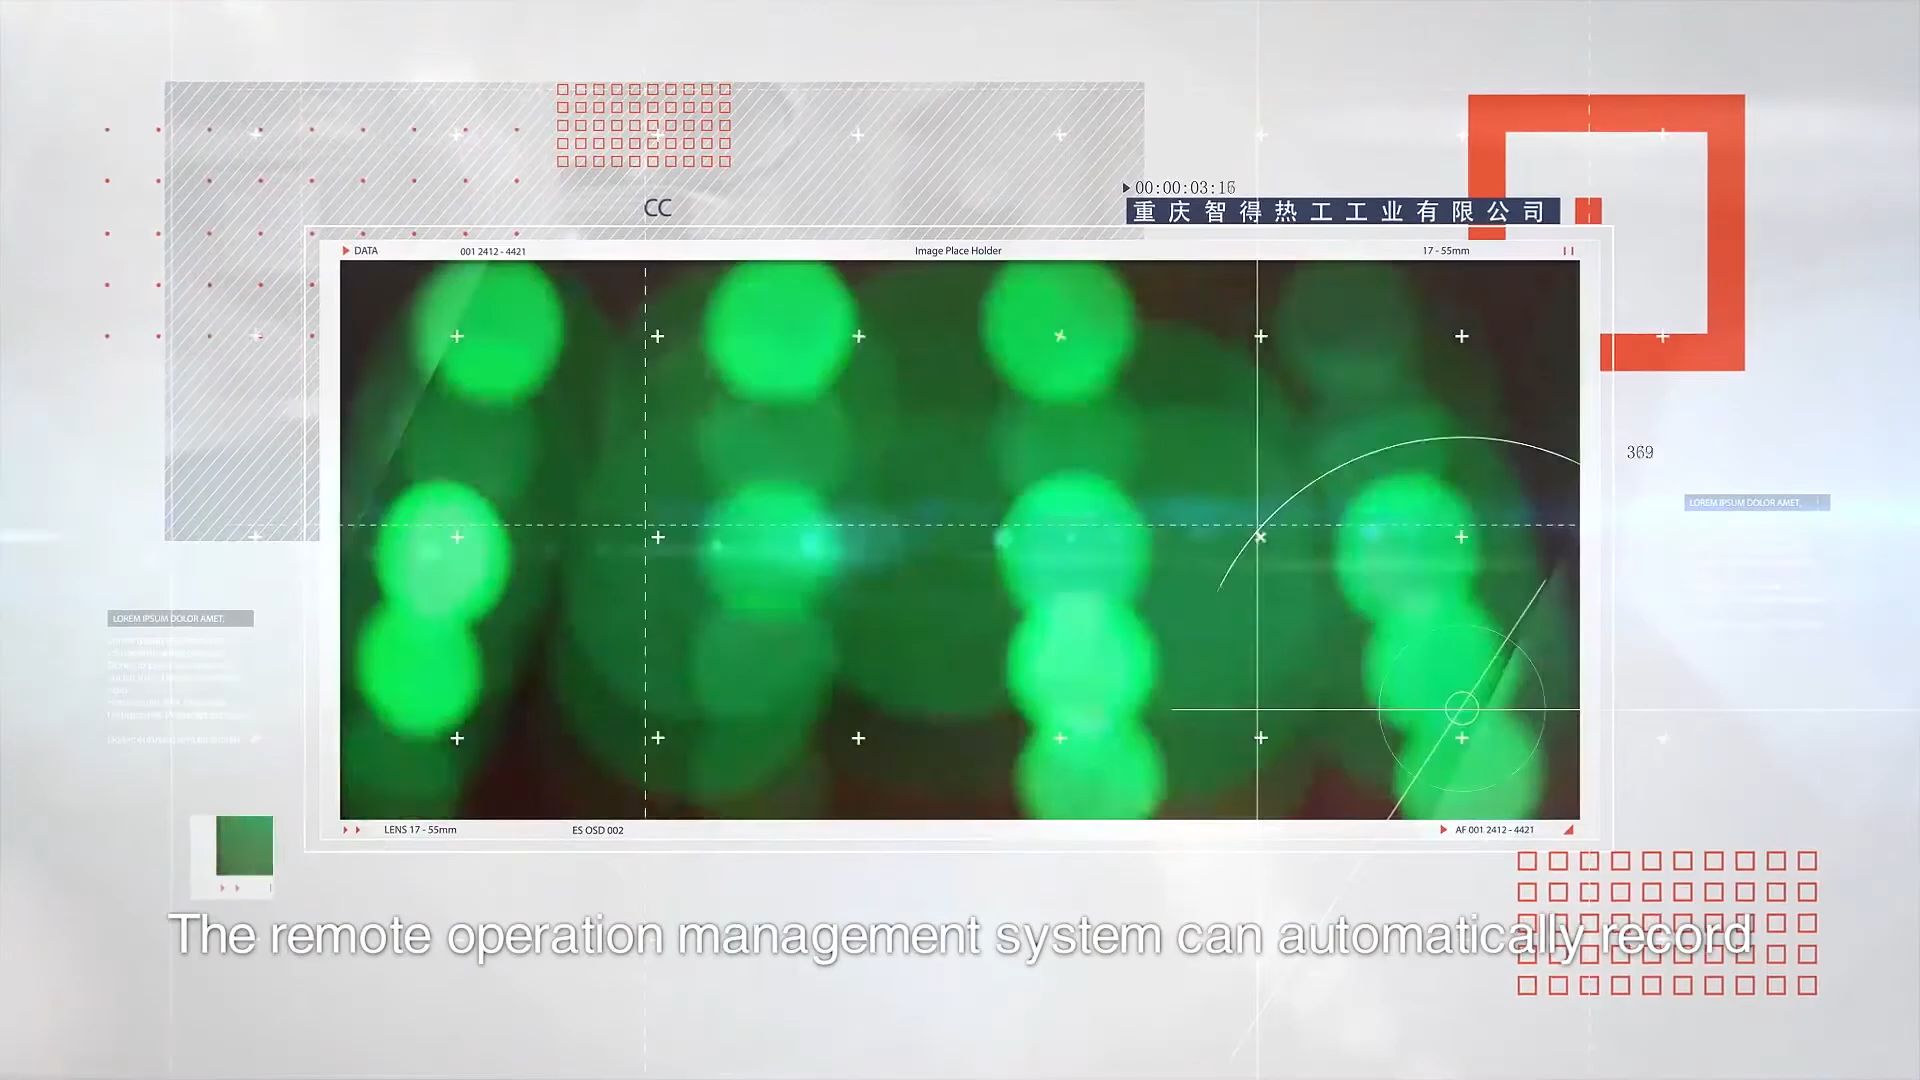 CC
00:00:03:16
重庆智得热工工业有限公司
DATA
001 2412 - 4421
Image Place Holder
17 - 55mm
369
LOREM IPSUM DOLOR AMET,
LOREM IPSUM DOLOR AMET,
LENS 17 - 55mm
ES OSD 002
AF 001 2412 - 4421
The remote operation management system can automatically record